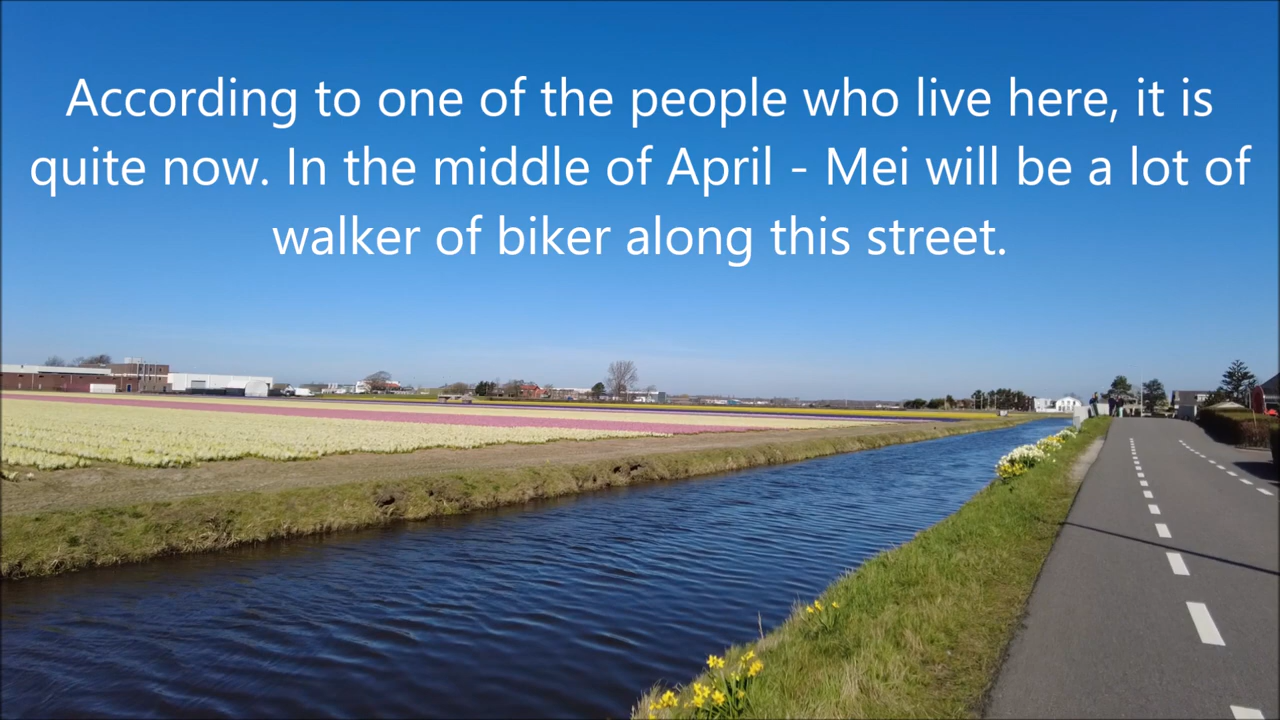 According to one of the people who live here, it is
quite now. In the middle of April - Mei will be a lot of
walker of biker along this street.